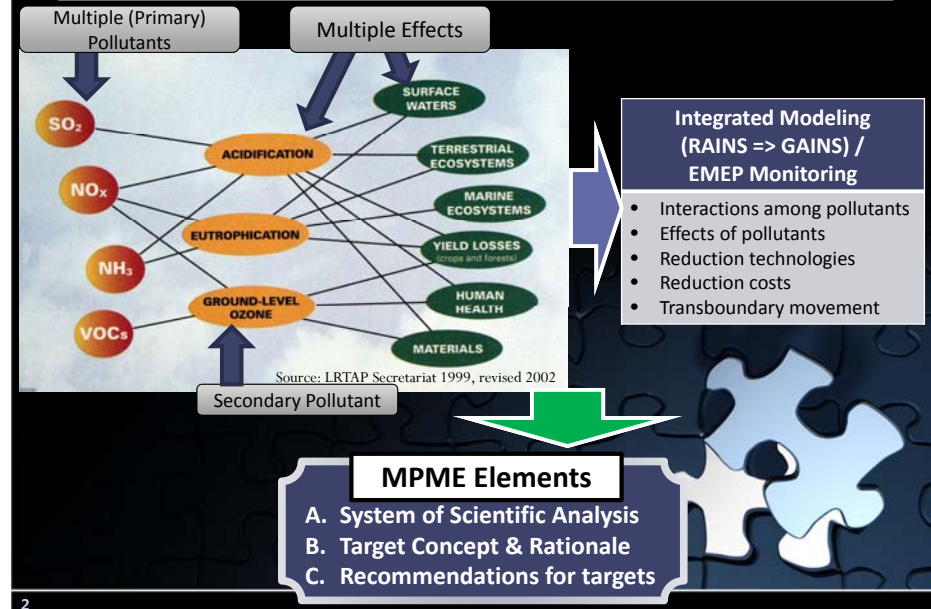 Multiple (Primary)
Pollutants
Multiple Effects
SO₂
NOₓ
NH₃
VOCs
ACIDIFICATION
EUTROPHICATION
GROUND-LEVEL
OZONE
SURFACE
WATERS
TERRESTRIAL
ECOSYSTEMS
MARINE
ECOSYSTEMS
YIELD LOSSES
(crops and forests)
HUMAN
HEALTH
MATERIALS
Source: LRTAP Secretariat 1999, revised 2002
Secondary Pollutant
Integrated Modeling
(RAINS => GAINS) /
EMEP Monitoring
• Interactions among pollutants
• Effects of pollutants
• Reduction technologies
• Reduction costs
• Transboundary movement
MPME Elements
A. System of Scientific Analysis
B. Target Concept & Rationale
C. Recommendations for targets
2